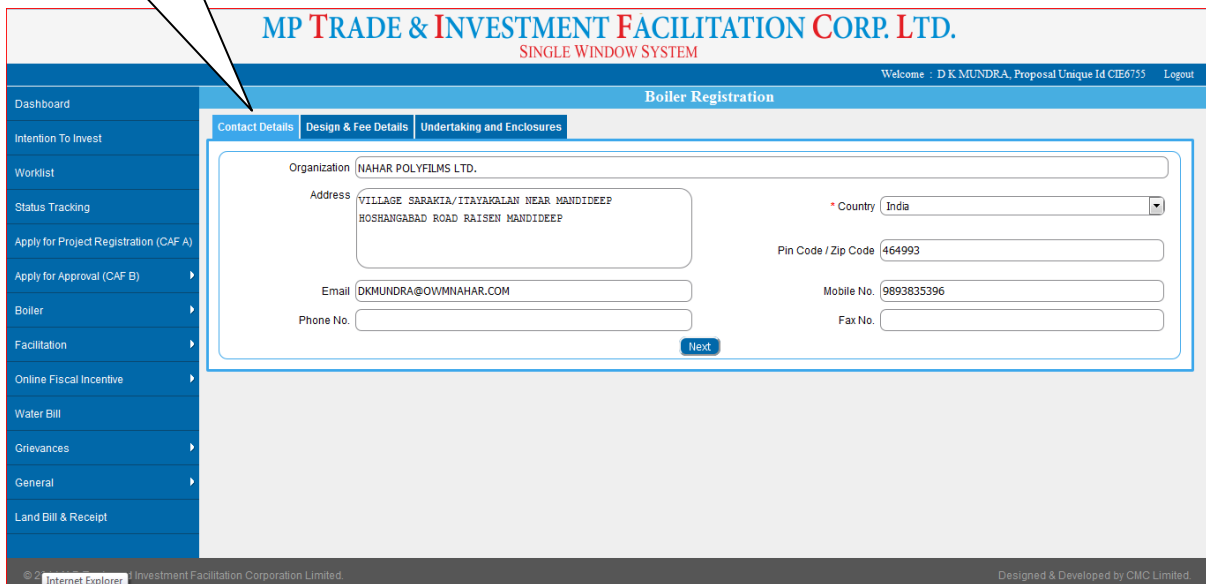 MP TRADE & INVESTMENT FACILITATION CORP. LTD.
SINGLE WINDOW SYSTEM
Welcome : D K MUNDRA, Proposal Unique Id CIE6755 Logout
Boiler Registration
Dashboard
Intention To Invest
Worklist
Status Tracking
Apply for Project Registration (CAF A)
Apply for Approval (CAF B)
Boiler
Facilitation
Online Fiscal Incentive
Water Bill
Grievances
General
Land Bill & Receipt
Contact Details Design & Fee Details Undertaking and Enclosures
Organization NAHAR POLYFILMS LTD.
Address VILLAGE SARAKIA/ITAYAKALAN NEAR MANDIDEEP
HOSHANGABAD ROAD RAISEN MANDIDEEP
* Country India
Pin Code / Zip Code 464993
Email DKMUNDRA@OWMNAHAR.COM Mobile No. 9893835396
Phone No. Fax No.
Next
© Investment Facilitation Corporation Limited. Designed & Developed by CMC Limited.
Internet Explorer